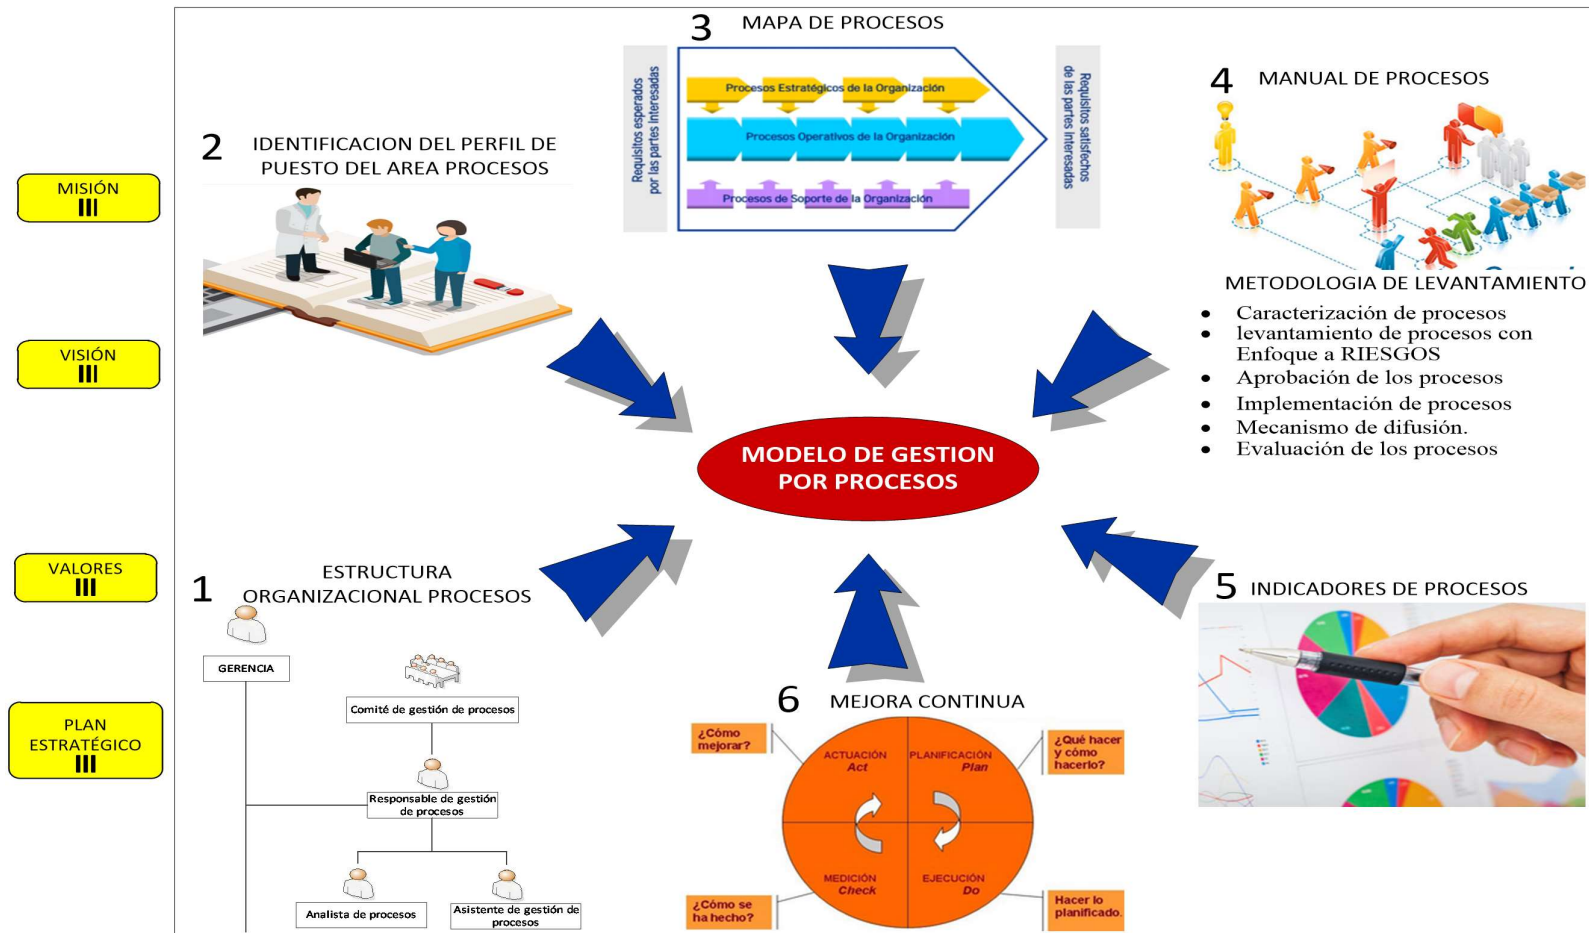 MISIÓN
III
VISIÓN
III
VALORES
III
PLAN
ESTRATÉGICO
III
1
ESTRUCTURA
ORGANIZACIONAL PROCESOS
GERENCIA
Comité de gestión de procesos
Responsable de gestión
de procesos
Analista de procesos
Asistente de gestión de
procesos
2
IDENTIFICACION DEL PERFIL DE
PUESTO DEL AREA PROCESOS
3
MAPA DE PROCESOS
Requisitos esperados
por las partes interesadas
Procesos Estratégicos de la Organización
Procesos Operativos de la Organización
Procesos de Soporte de la Organización
Requisitos satisfechos
de las partes interesadas
4
MANUAL DE PROCESOS
METODOLOGIA DE LEVANTAMIENTO
• Caracterización de procesos
• levantamiento de procesos con
Enfoque a RIESGOS
• Aprobación de los procesos
• Implementación de procesos
• Mecanismo de difusión.
• Evaluación de los procesos
MODELO DE GESTION
POR PROCESOS
5
INDICADORES DE PROCESOS
6
MEJORA CONTINUA
¿Cómo
mejorar?
ACTUACIÓN
Act
PLANIFICACIÓN
Plan
¿Qué hacer
y cómo
hacerlo?
MEDICIÓN
Check
EJECUCIÓN
Do
¿Cómo se
ha hecho?
Hacer lo
planificado.